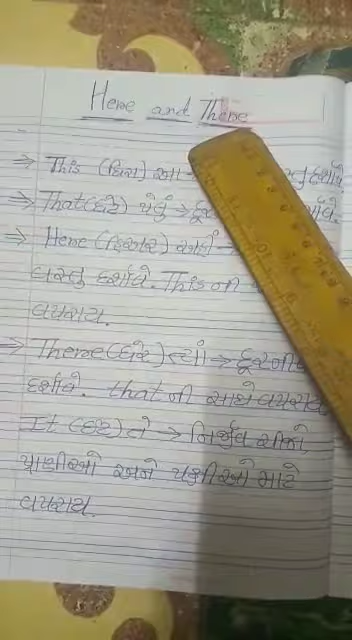 Here and There
⇒ This (ધિસ) આ → દર્શાવે
⇒ That (ધેટ) પેલું → દૂર
⇒ Here (હિઅર) અહીં →
વસ્તુ દર્શાવે. This ની
વપરાય.
→ There (ધેર) ત્યાં → દૂરની
દર્શાવે. that ની સાથે વપરાય
It (ઇટ) તે → નિર્જીવ ચીજો
પ્રાણીઓ અને પક્ષીઓ માટે
વપરાય.